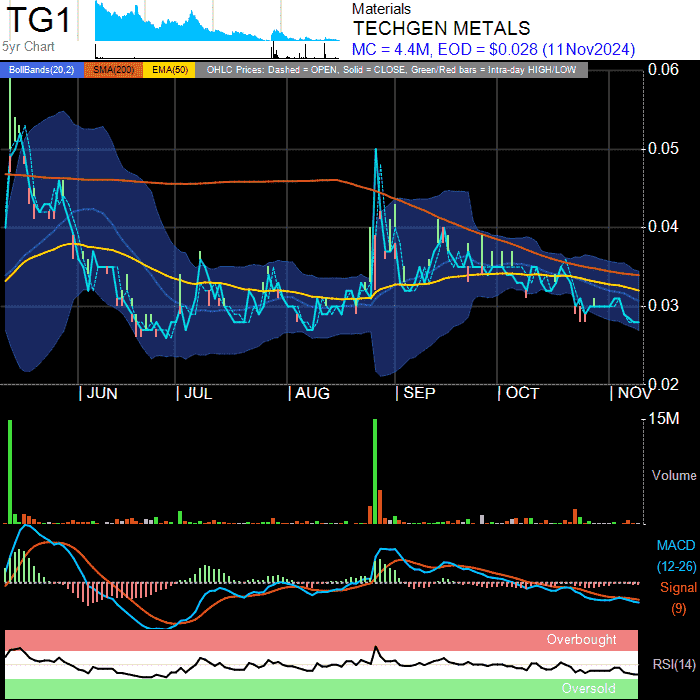 TG1
5yr Chart
Materials
TECHGEN METALS
MC = 4.4M, EOD = $0.028 (11Nov2024)
BollBands(20,2) SMA(200) EMA(50) OHLC Prices: Dashed = OPEN, Solid = CLOSE, Green/Red bars = Intra-day HIGH/LOW
0.06
0.05
0.04
0.03
0.02
JUN JUL AUG SEP OCT NOV
15M
Volume
MACD
(12-26)
Signal
(9)
Overbought
RSI(14)
Oversold